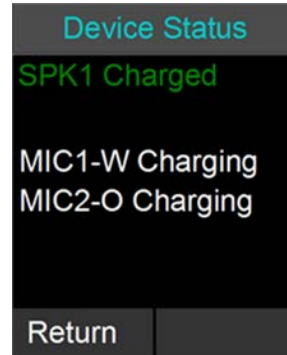 Device Status
SPK1 Charged
MIC1-W Charging
MIC2-O Charging
Return